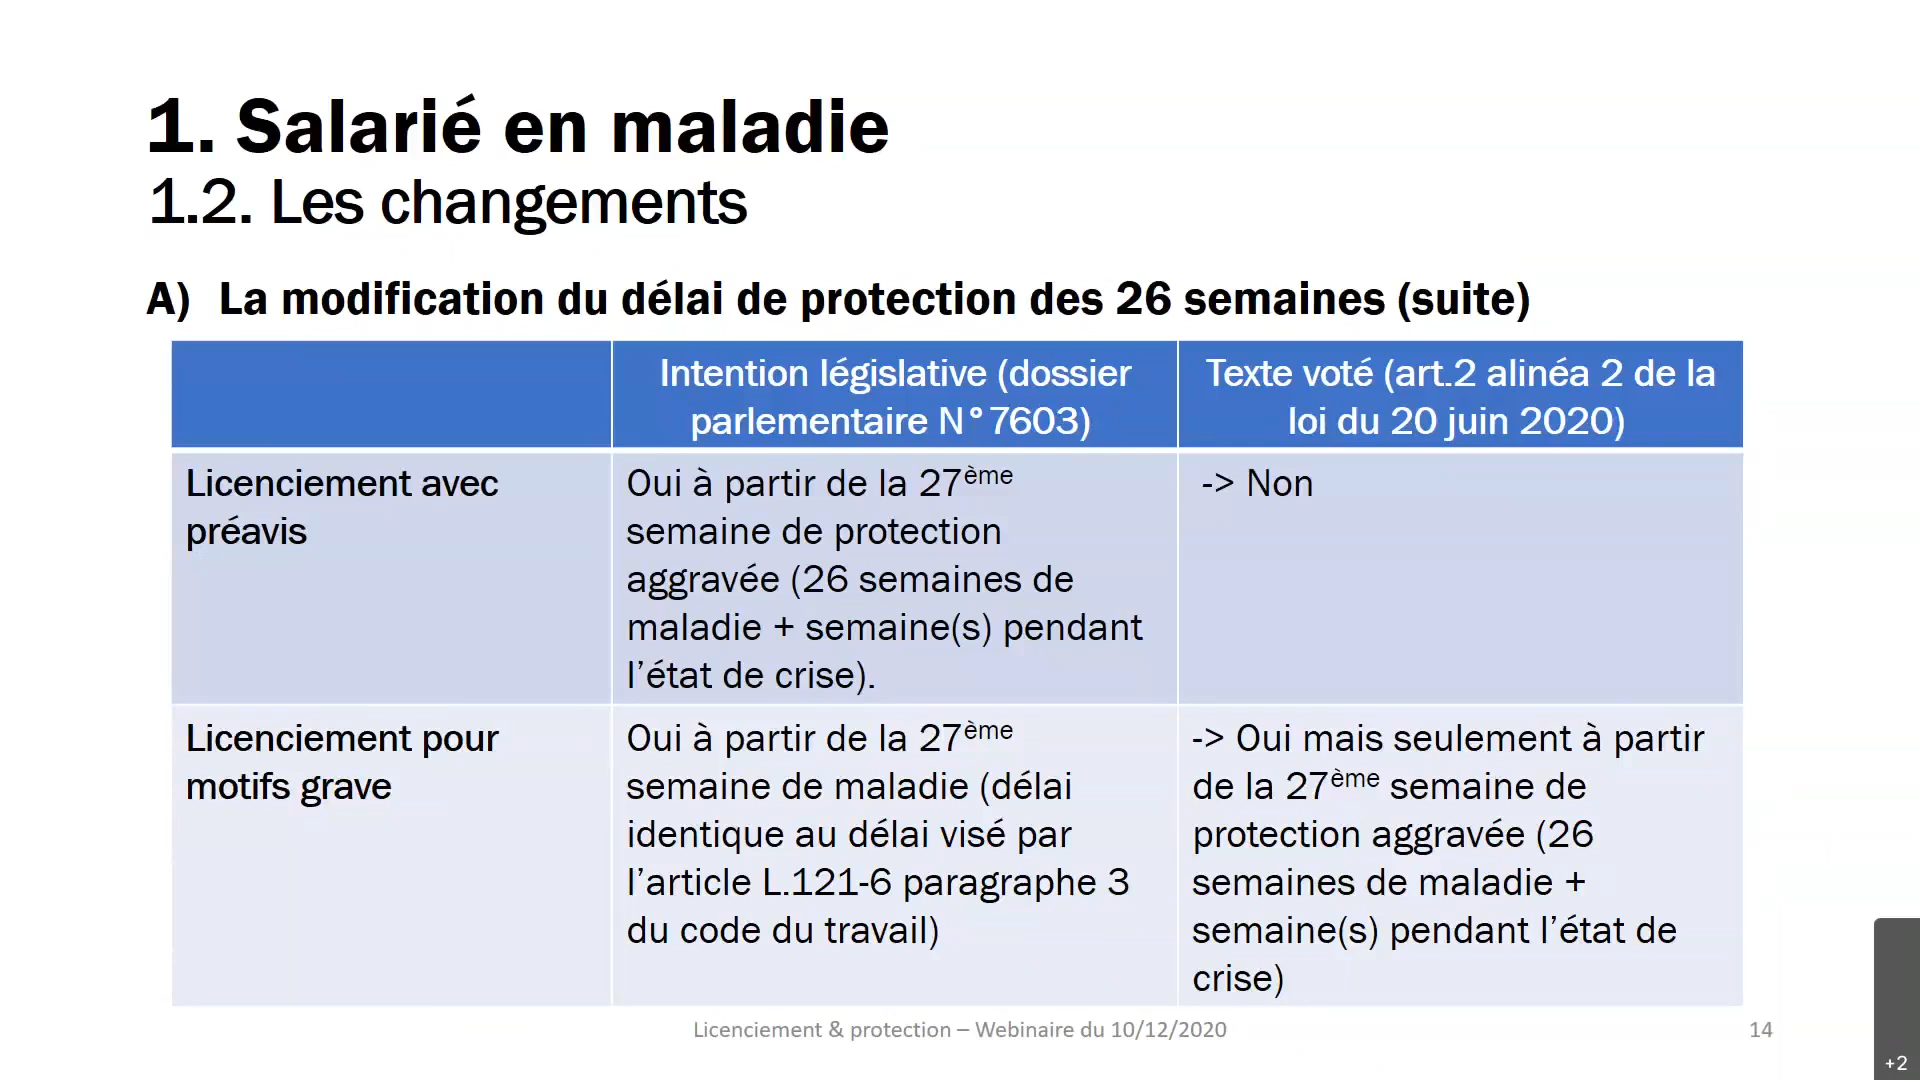 1. Salarié en maladie
1.2. Les changements
A) La modification du délai de protection des 26 semaines (suite)
Intention législative (dossier
parlementaire N°7603)
Texte voté (art.2 alinéa 2 de la
loi du 20 juin 2020)
Licenciement avec
préavis
Oui à partir de la 27ème
semaine de protection
aggravée (26 semaines de
maladie + semaine(s) pendant
l’état de crise).
-> Non
Licenciement pour
motifs grave
Oui à partir de la 27ème
semaine de maladie (délai
identique au délai visé par
l’article L.121-6 paragraphe 3
du code du travail)
-> Oui mais seulement à partir
de la 27ème semaine de
protection aggravée (26
semaines de maladie +
semaine(s) pendant l’état de
crise)
Licenciement & protection – Webinaire du 10/12/2020
14
+2